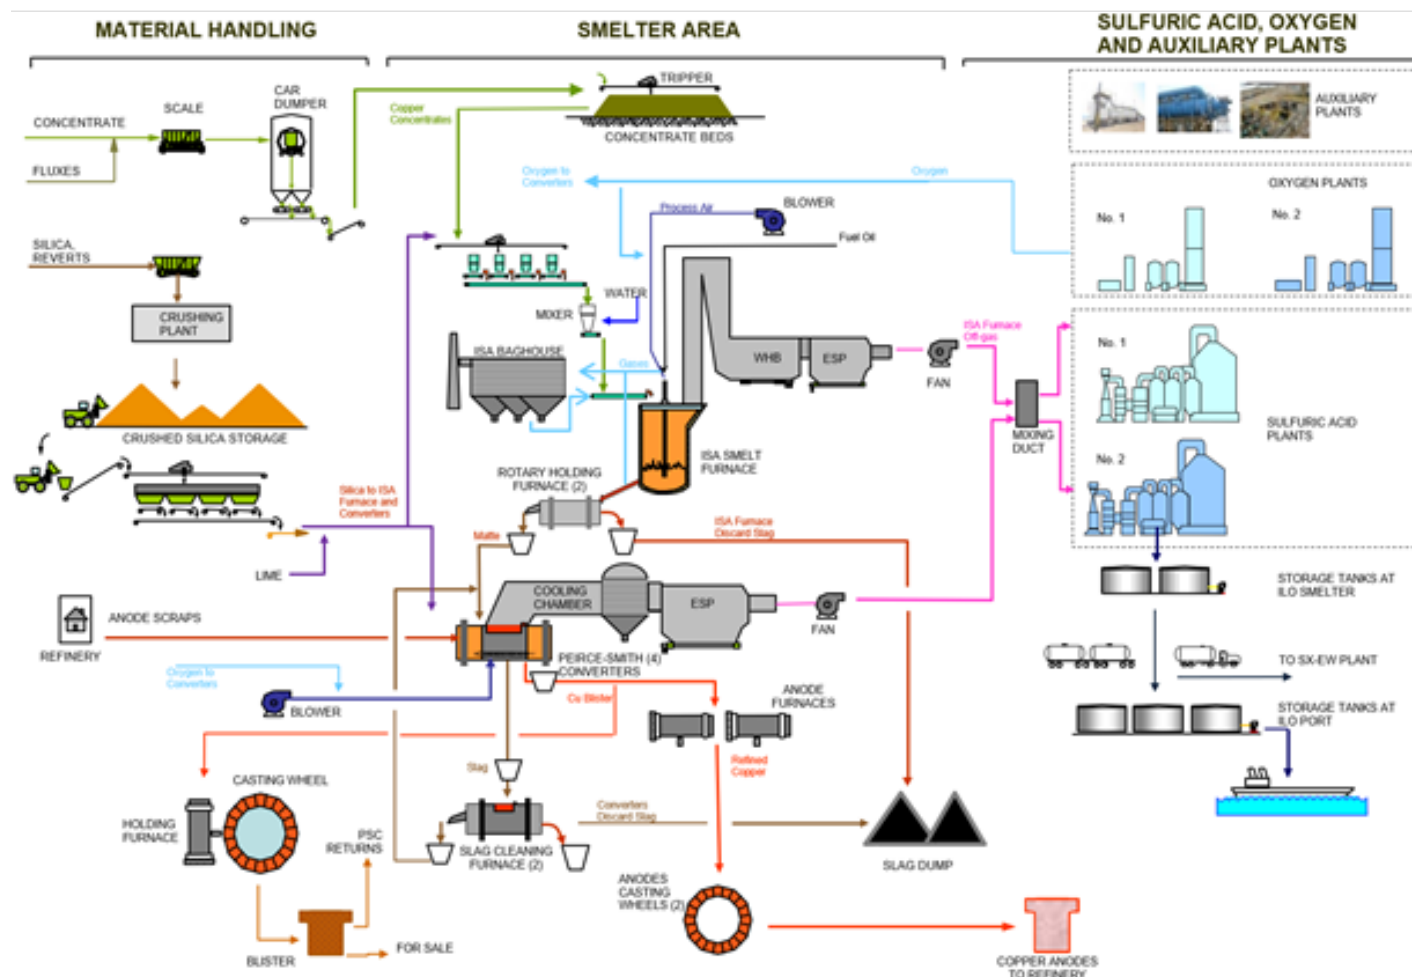 MATERIAL HANDLING
SMELTER AREA
SULFURIC ACID, OXYGEN
AND AUXILIARY PLANTS
CONCENTRATE
FLUXES
SCALE
CAR
DUMPER
Copper
Concentrates
TRIPPER
CONCENTRATE BEDS
AUXILIARY
PLANTS
Oxygen to
Converters
Oxygen
OXYGEN PLANTS
No. 1
No. 2
Process Air
BLOWER
Fuel Oil
SILICA,
REVERTS
CRUSHING
PLANT
WATER
MIXER
ISA BAGHOUSE
Gases
WHB
ESP
FAN
ISA Furnace
Off-gas
MIXING
DUCT
No. 1
No. 2
SULFURIC ACID
PLANTS
CRUSHED SILICA STORAGE
ISA SMELT
FURNACE
ROTARY HOLDING
FURNACE (2)
Silica to ISA
Furnace and
Converters
Matte
ISA Furnace
Discard Slag
LIME
COOLING
CHAMBER
ESP
FAN
STORAGE TANKS AT
ILO SMELTER
ANODE SCRAPS
REFINERY
PEIRCE-SMITH (4)
CONVERTERS
TO SX-EW PLANT
Oxygen to
Converters
BLOWER
Cu Blister
ANODE
FURNACES
STORAGE TANKS AT
ILO PORT
Refined
Copper
Slag
CASTING WHEEL
HOLDING
FURNACE
PSC
RETURNS
Converters
Discard Slag
SLAG CLEANING
FURNACE (2)
SLAG DUMP
ANODES
CASTING
WHEELS (2)
BLISTER
FOR SALE
COPPER ANODES
TO REFINERY